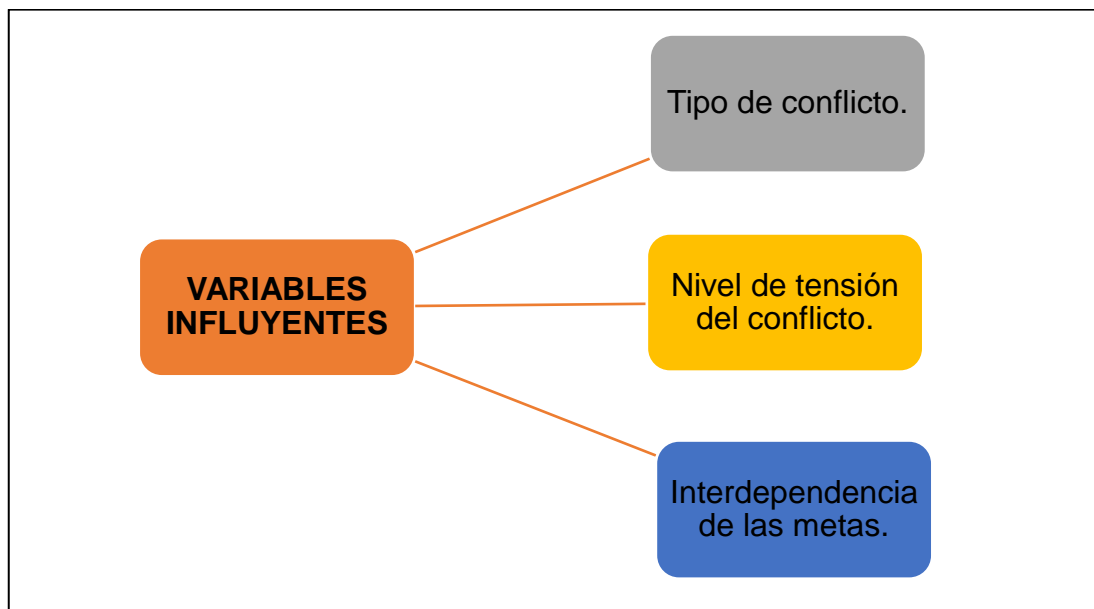 Tipo de conflicto.
VARIABLES
INFLUYENTES
Nivel de tensión
del conflicto.
Interdependencia
de las metas.